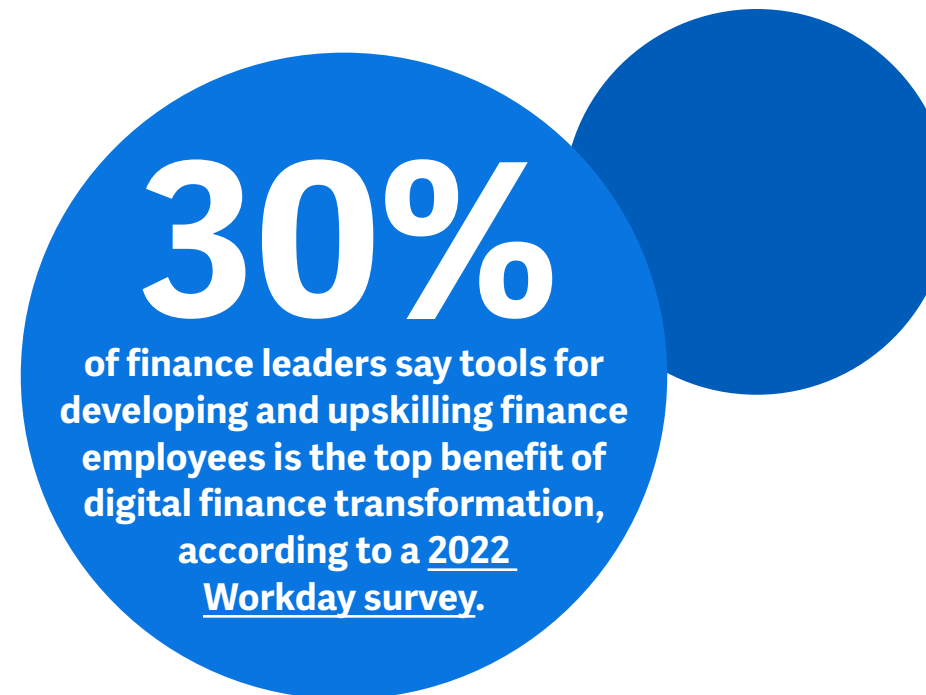 30%
of finance leaders say tools for
developing and upskilling finance
employees is the top benefit of
digital finance transformation,
according to a 2022
Workday survey.